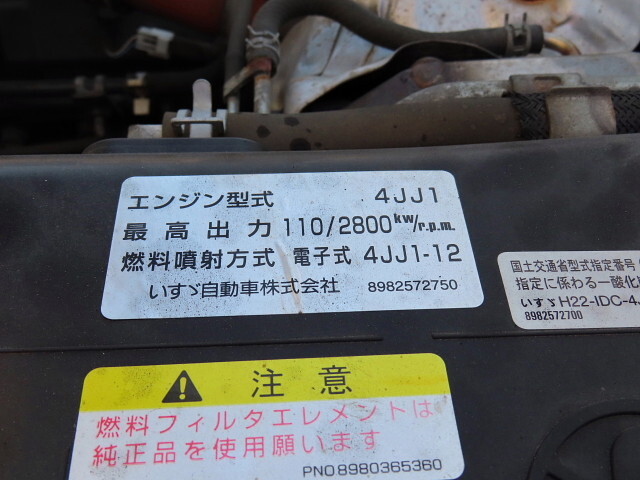 エンジン型式 4JJ1
最高出力 110/2800kw/r.p.m.
燃料噴射方式 電子式 4JJ1-12
いすゞ自動車株式会社 8982572750
国土交通省型式指定番号
指定に係わる一酸化
いすゞH22-IDC-4
8982572700
注意
燃料フィルタエレメントは
純正品を使用願います
PNO8980365360